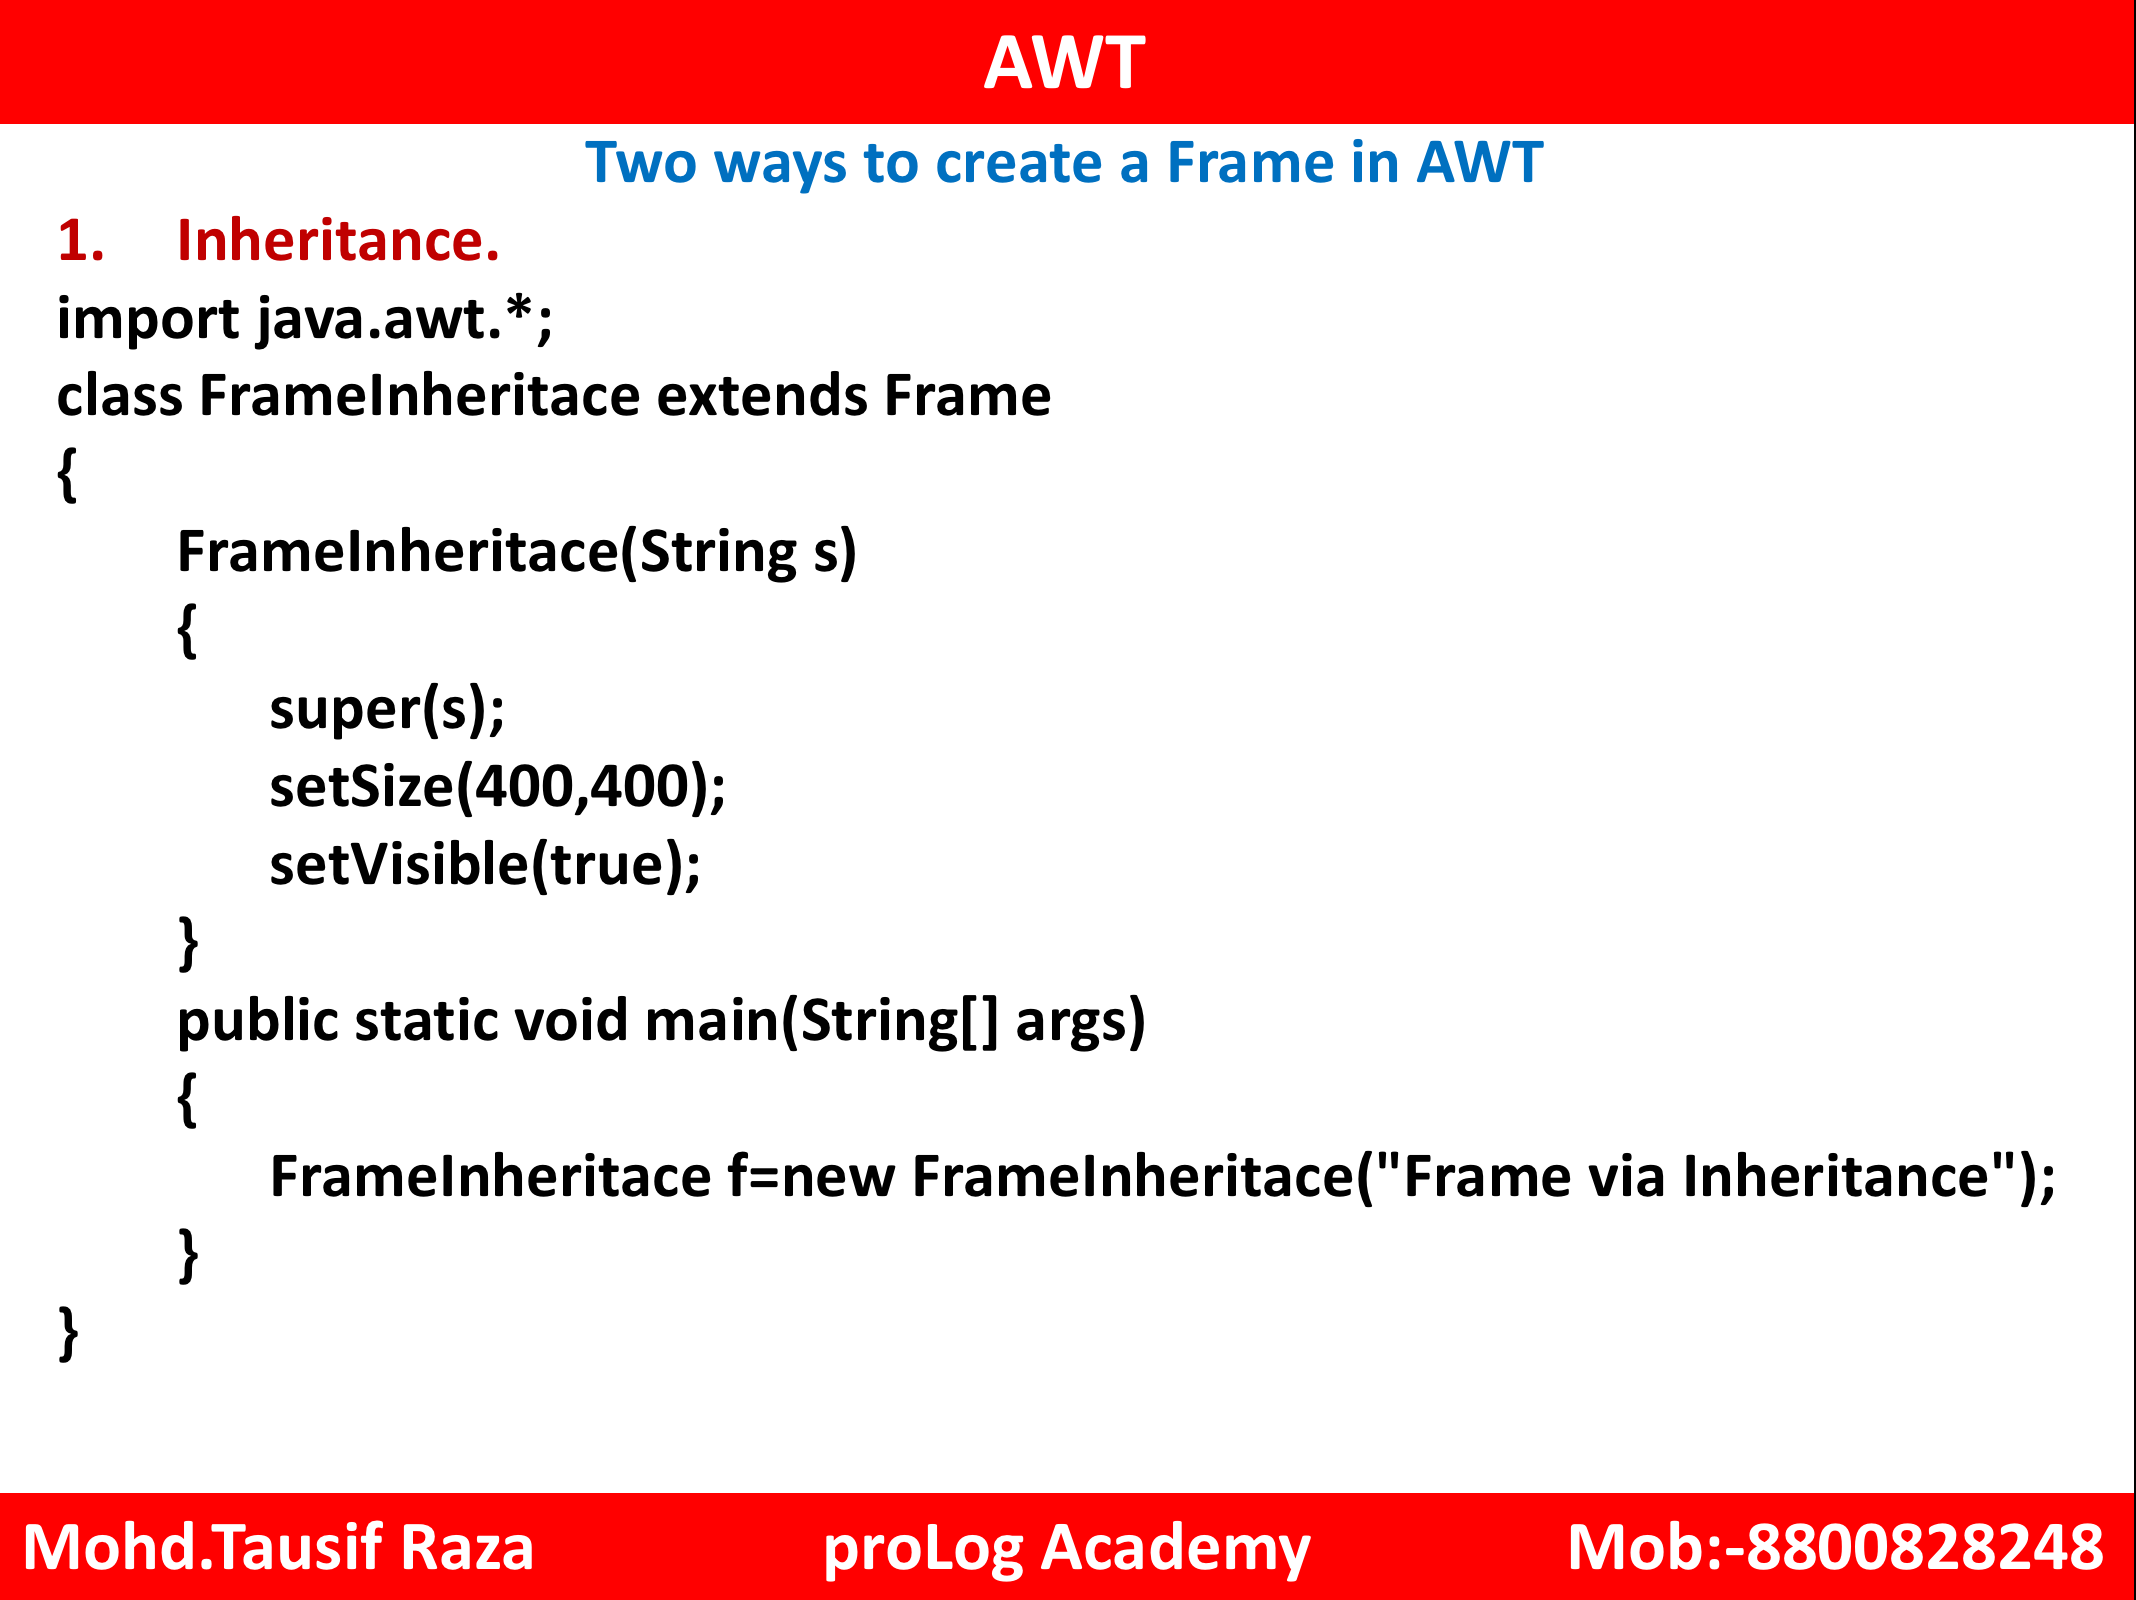 AWT
Two ways to create a Frame in AWT
1. Inheritance.
import java.awt.*;
class FrameInheritace extends Frame
{
FrameInheritace(String s)
{
super(s);
setSize(400,400);
setVisible(true);
}
public static void main(String[] args)
{
FrameInheritace f=new FrameInheritace("Frame via Inheritance");
}
}
Mohd.Tausif Raza proLog Academy Mob:-8800828248